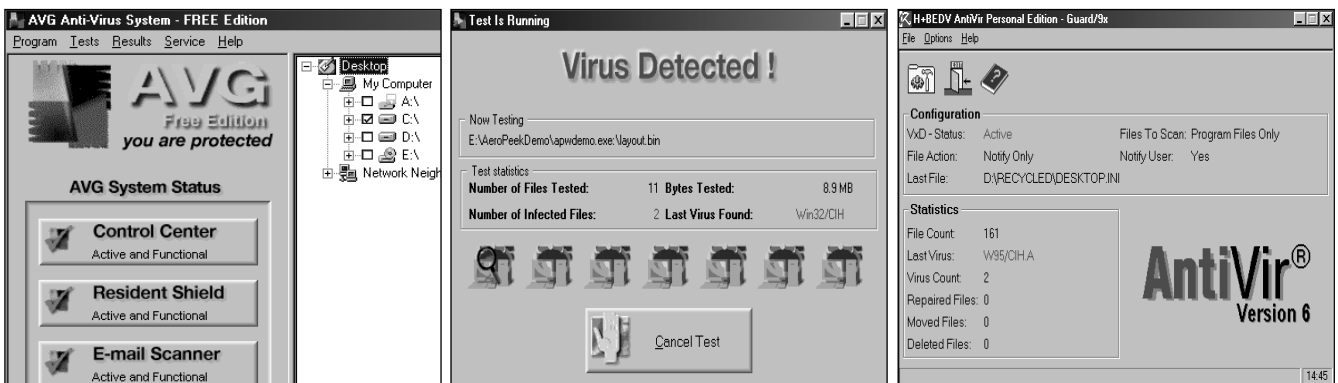 AVG Anti-Virus System - FREE Edition
Program Tests Results Service Help
AVG
Free Edition
you are protected
AVG System Status
Control Center
Active and Functional
Resident Shield
Active and Functional
E-mail Scanner
Active and Functional
Desktop
My Computer
A:\
C:\
D:\
E:\
Network Neigh
Test Is Running
Virus Detected !
Now Testing
E:\AeroPeekDemo\apwdemo.exe:\layout.bin
Test statistics
Number of Files Tested: 11 Bytes Tested: 8.9 MB
Number of Infected Files: 2 Last Virus Found: Win32/CIH
Cancel Test
H+BEDV AntiVir Personal Edition - Guard/9x
File Options Help
EXIT
Configuration
VxD - Status: Active Files To Scan: Program Files Only
File Action: Notify Only Notify User: Yes
Last File: D:\RECYCLED\DESKTOP.INI
Statistics
File Count: 161
Last Virus: W95/CIH.A
Virus Count: 2
Repaired Files: 0
Moved Files: 0
Deleted Files: 0
AntiVir®
Version 6
14:45